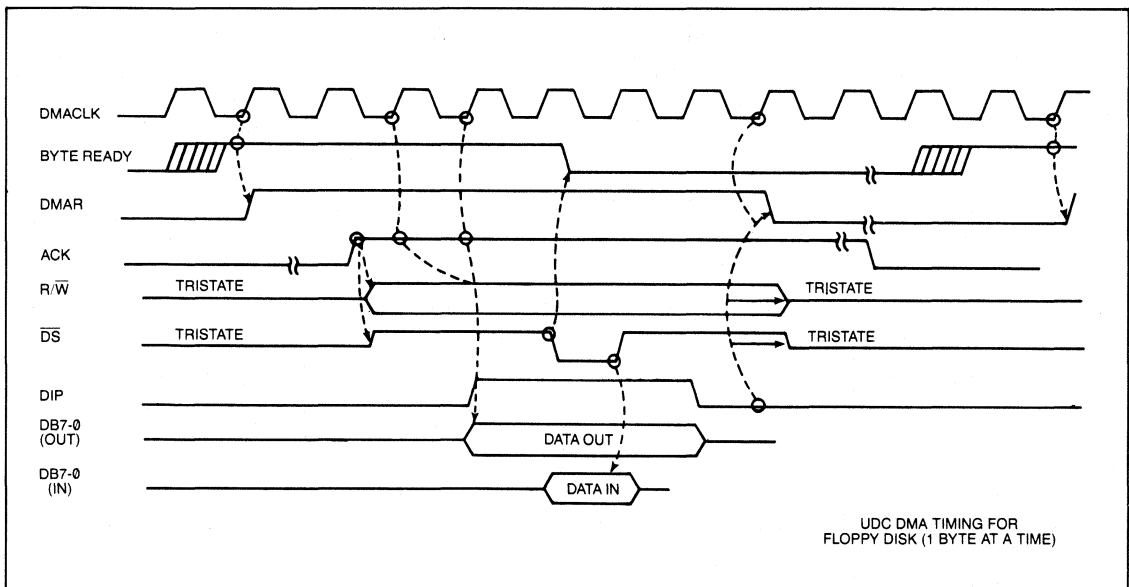 DMACLK
BYTE READY
DMAR
ACK
R/W̅ TRISTATE TRISTATE
D̅S̅ TRISTATE TRISTATE
DIP
DB7-0
(OUT) DATA OUT
DB7-0
(IN) DATA IN
UDC DMA TIMING FOR
FLOPPY DISK (1 BYTE AT A TIME)